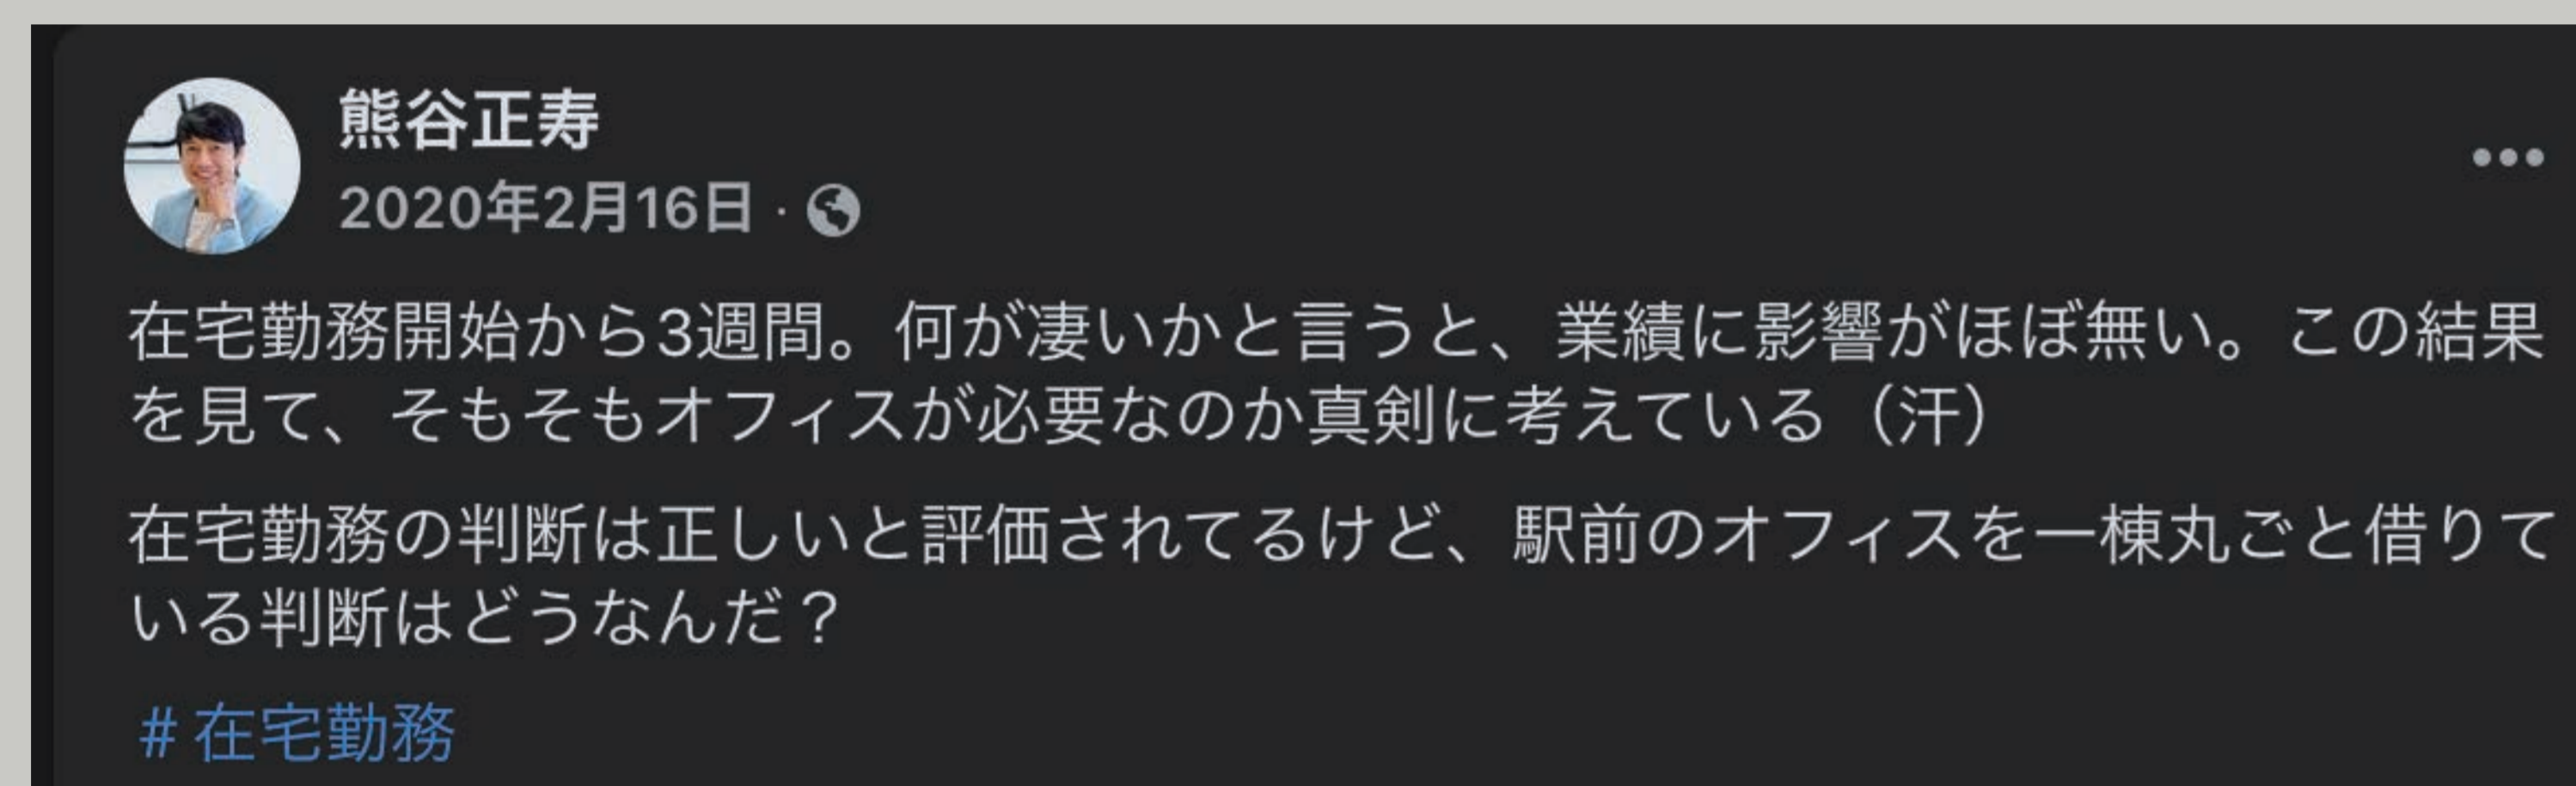 熊谷正寿
2020年2月16日 ·
在宅勤務開始から3週間。何が凄いかと言うと、業績に影響がほぼ無い。この結果
を見て、そもそもオフィスが必要なのか真剣に考えている（汗）
在宅勤務の判断は正しいと評価されてるけど、駅前のオフィスを一棟丸ごと借りて
いる判断はどうなんだ？
# 在宅勤務